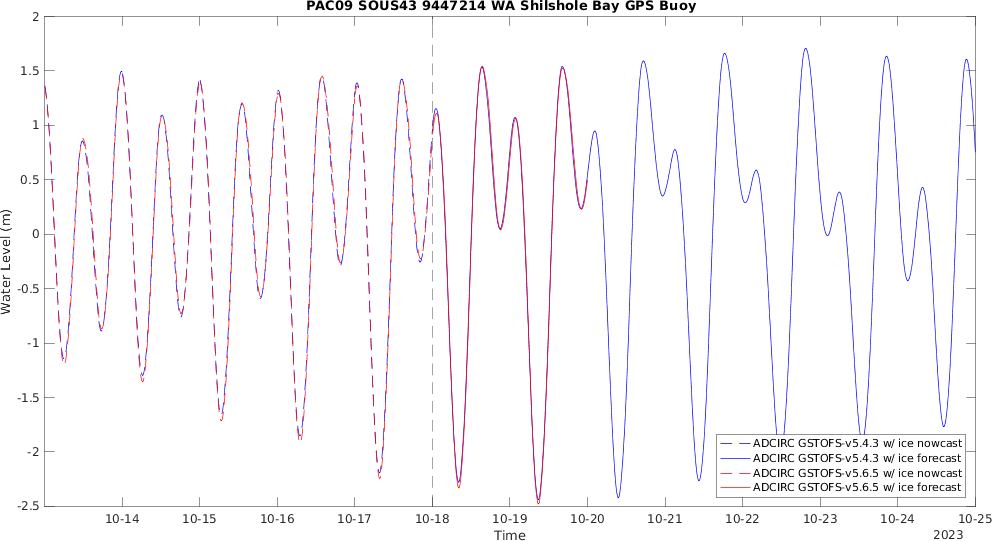 PAC09 SOUS43 9447214 WA Shilshole Bay GPS Buoy
2
1.5
1
0.5
0
-0.5
-1
-1.5
-2
-2.5
Water Level (m)
ADCIRC GSTOFS-v5.4.3 w/ ice nowcast
ADCIRC GSTOFS-v5.4.3 w/ ice forecast
ADCIRC GSTOFS-v5.6.5 w/ ice nowcast
ADCIRC GSTOFS-v5.6.5 w/ ice forecast
10-14 10-15 10-16 10-17 10-18 10-19 10-20 10-21 10-22 10-23 10-24 10-25
Time
2023